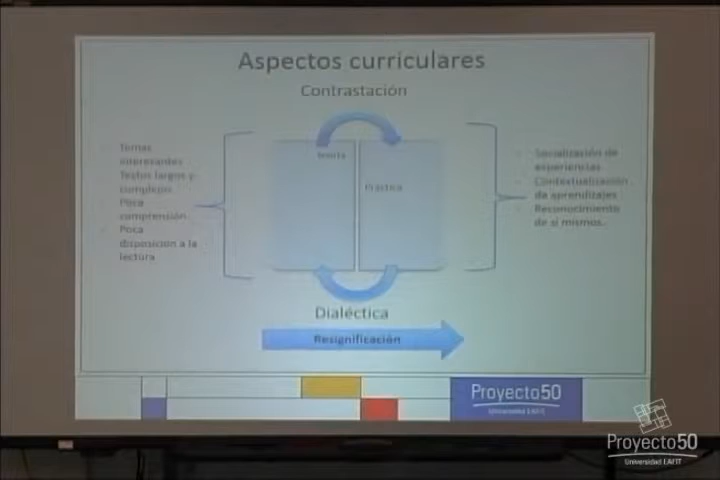 Aspectos curriculares
Contrastación
Temas
interesantes
Textos largos y
complejos
Poca
comprensión
Poca
disposición a la
lectura
teoría
Práctica
- Socialización de
experiencias.
- Contextualización
de aprendizajes
- Reconocimiento
de si mismos.
Dialéctica
Resignificación
Proyecto50
Universidad EAFIT
Proyecto50
Universidad EAFIT